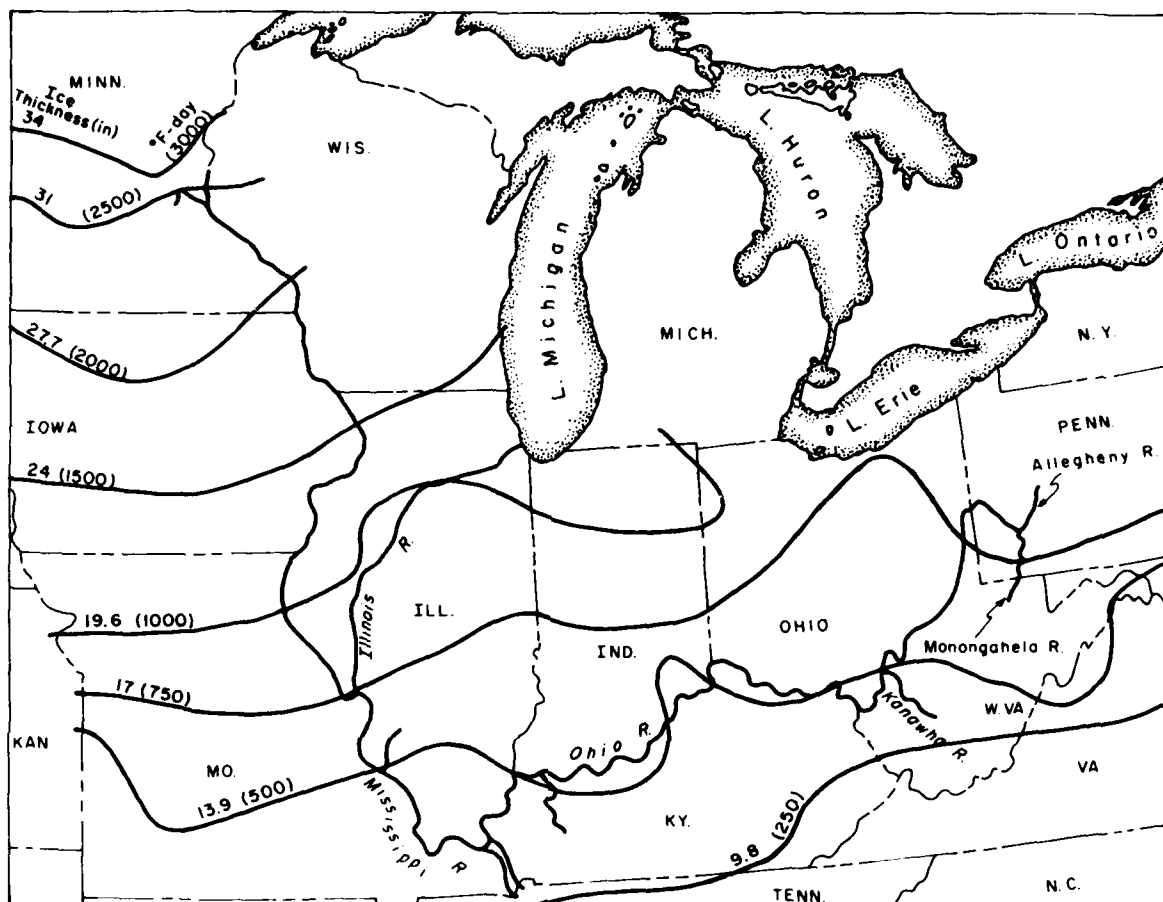 MINN.
Ice
Thickness (in)
34
°F-day
(3000)
WIS.
31 (2500)
L. Huron
L. Michigan
L. Ontario
27.7 (2000)
MICH.
N.Y.
IOWA
L. Erie
PENN.
Allegheny R.
24 (1500)
19.6 (1000)
Illinois R.
ILL.
IND.
OHIO
Monongahela R.
17 (750)
Kanawha R.
W. VA
KAN
MO.
Ohio R.
VA
13.9 (500)
Mississippi R
KY.
9.8 (250)
TENN.
N.C.